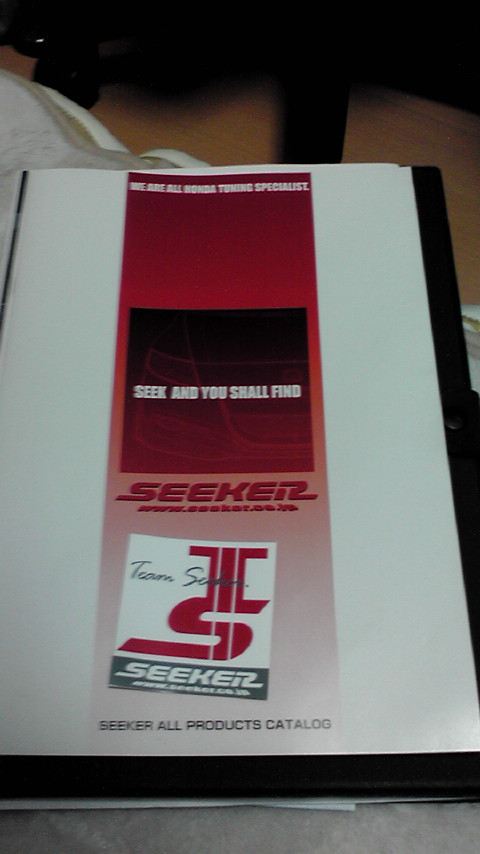 WE ARE ALL HONDA TUNING SPECIALIST.
SEEK AND YOU SHALL FIND
SEEKER
www.seeker.co.jp
Team Seeker.
SEEKER
www.seeker.co.jp
SEEKER ALL PRODUCTS CATALOG